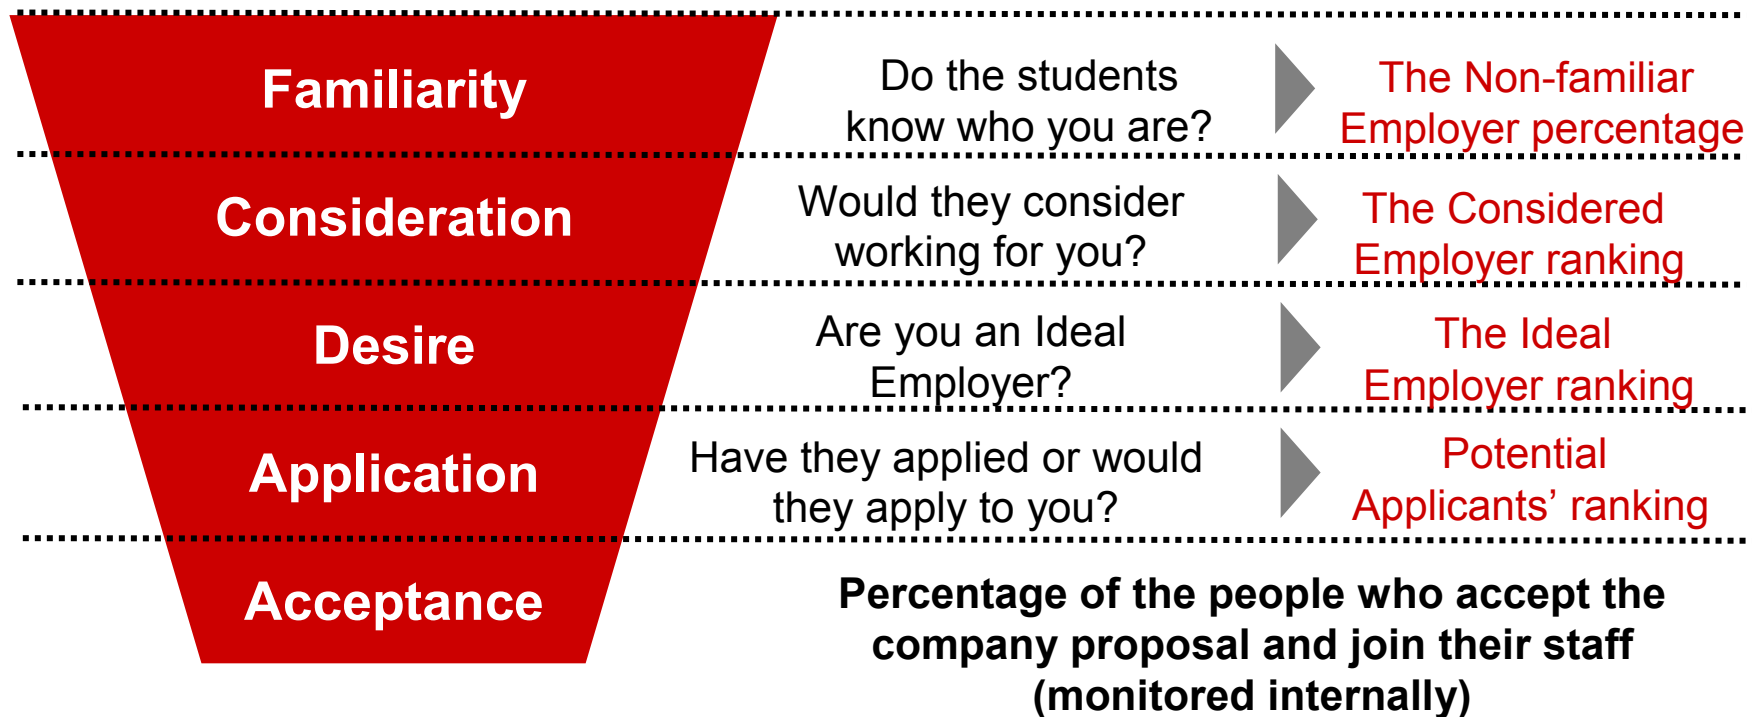 Familiarity
Do the students
know who you are?
The Non-familiar
Employer percentage
Consideration
Would they consider
working for you?
The Considered
Employer ranking
Desire
Are you an Ideal
Employer?
The Ideal
Employer ranking
Application
Have they applied or would
they apply to you?
Potential
Applicants’ ranking
Acceptance
Percentage of the people who accept the
company proposal and join their staff
(monitored internally)